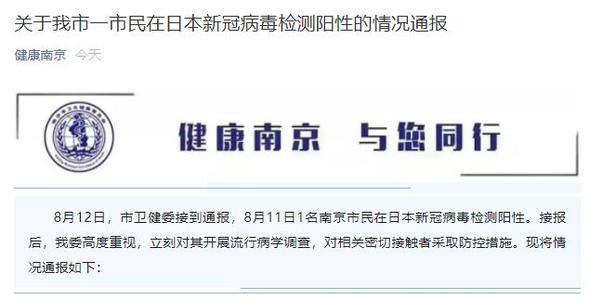 关于我市一市民在日本新冠病毒检测阳性的情况通报
健康南京 今天
健康南京 与您同行
8月12日，市卫健委接到通报，8月11日1名南京市民在日本新冠病毒检测阳性。接报
后，我委高度重视，立刻对其开展流行病学调查，对相关密切接触者采取防控措施。现将情
况通报如下：